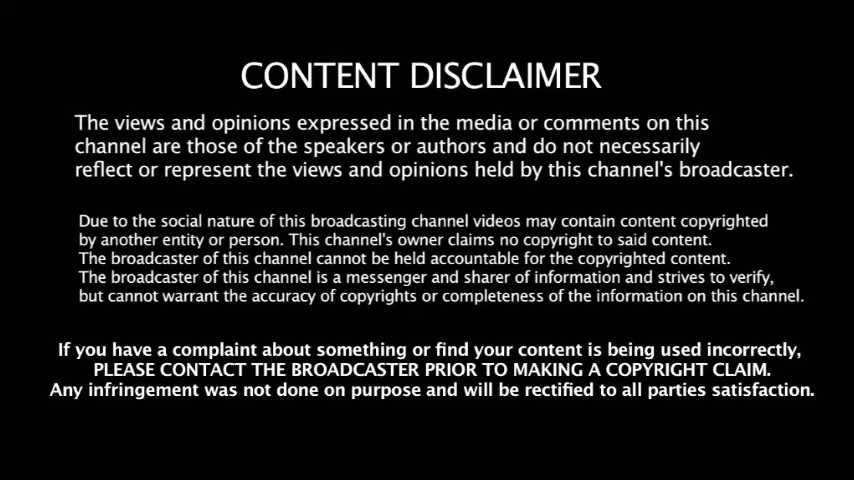 CONTENT DISCLAIMER
The views and opinions expressed in the media or comments on this
channel are those of the speakers or authors and do not necessarily
reflect or represent the views and opinions held by this channel's broadcaster.
Due to the social nature of this broadcasting channel videos may contain content copyrighted
by another entity or person. This channel's owner claims no copyright to said content.
The broadcaster of this channel cannot be held accountable for the copyrighted content.
The broadcaster of this channel is a messenger and sharer of information and strives to verify,
but cannot warrant the accuracy of copyrights or completeness of the information on this channel.
If you have a complaint about something or find your content is being used incorrectly,
PLEASE CONTACT THE BROADCASTER PRIOR TO MAKING A COPYRIGHT CLAIM.
Any infringement was not done on purpose and will be rectified to all parties satisfaction.